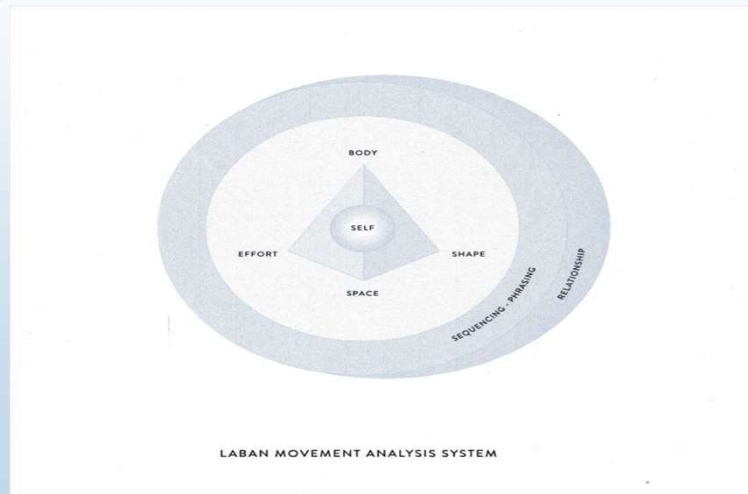 BODY
SELF
EFFORT
SHAPE
SPACE
SEQUENCING - PHRASING
RELATIONSHIP
LABAN MOVEMENT ANALYSIS SYSTEM